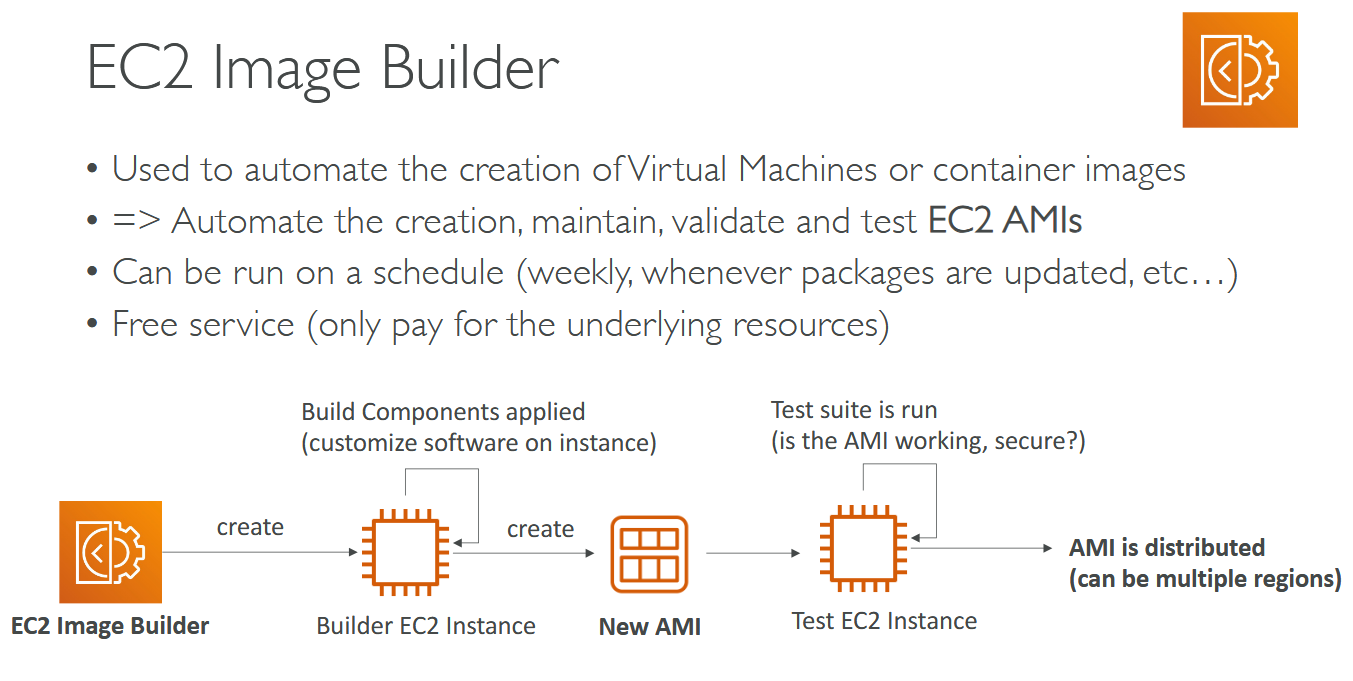 EC2 Image Builder
• Used to automate the creation of Virtual Machines or container images
• => Automate the creation, maintain, validate and test EC2 AMIs
• Can be run on a schedule (weekly, whenever packages are updated, etc…)
• Free service (only pay for the underlying resources)
Build Components applied
(customize software on instance)
Test suite is run
(is the AMI working, secure?)
create
create
AMI is distributed
(can be multiple regions)
EC2 Image Builder
Builder EC2 Instance
New AMI
Test EC2 Instance